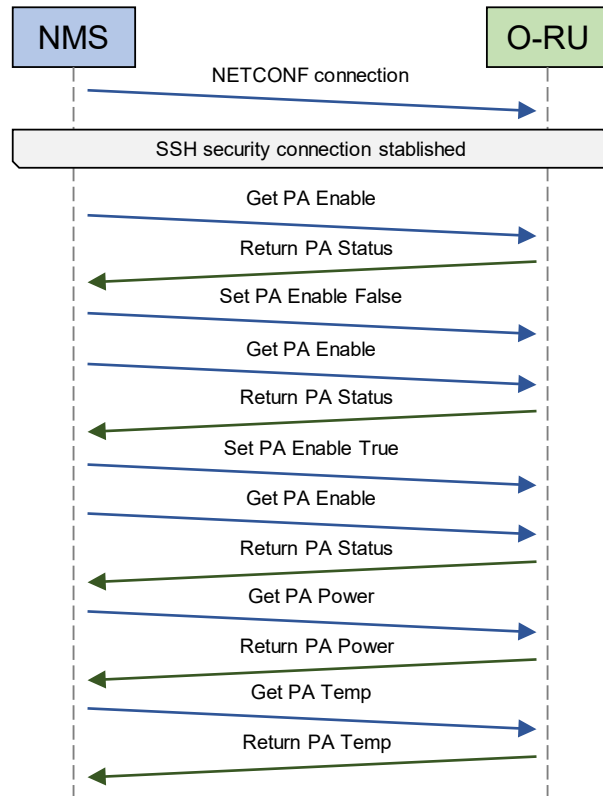 NMS
O-RU
NETCONF connection
SSH security connection stablished
Get PA Enable
Return PA Status
Set PA Enable False
Get PA Enable
Return PA Status
Set PA Enable True
Get PA Enable
Return PA Status
Get PA Power
Return PA Power
Get PA Temp
Return PA Temp